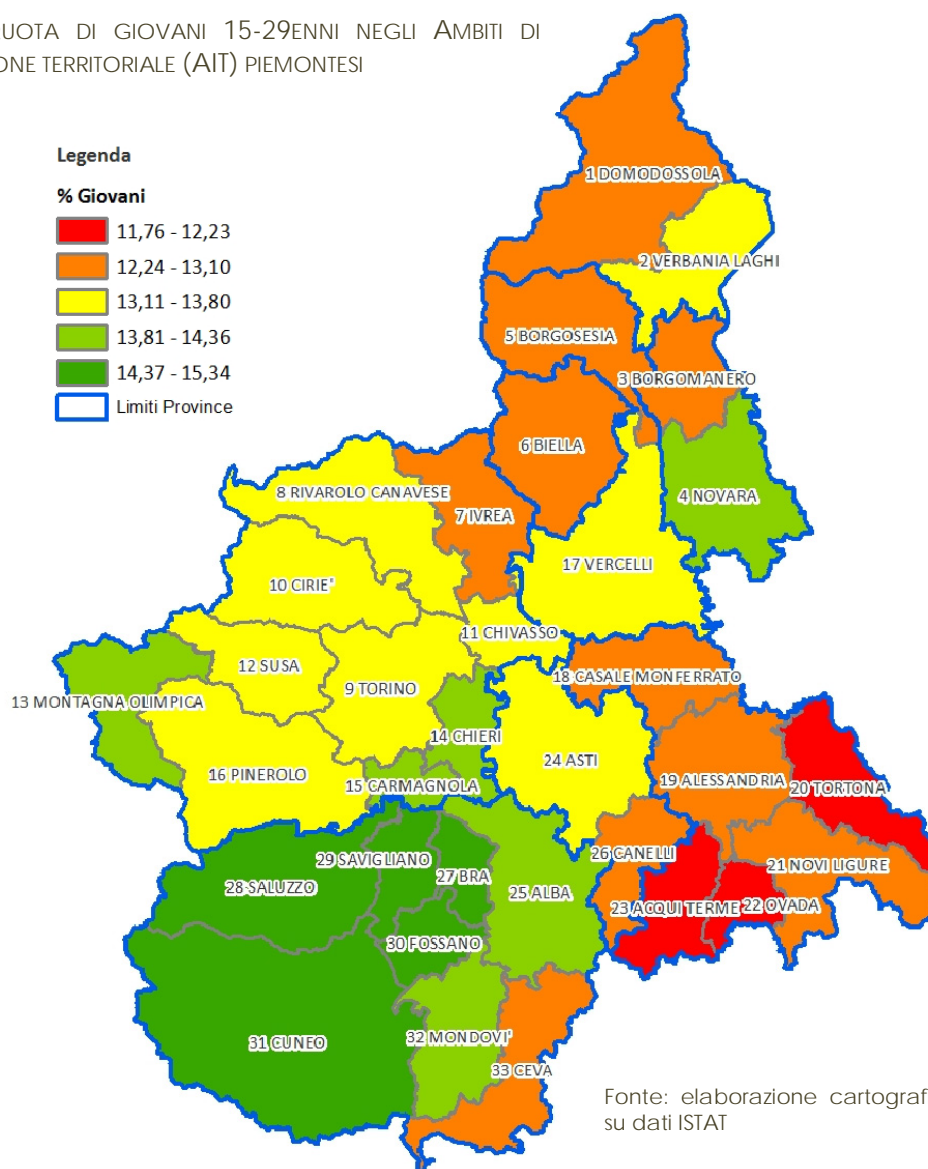 UOTA DI GIOVANI 15-29ENNI NEGLI AMBITI DI
ONE TERRITORIALE (AIT) PIEMONTESI
Legenda
% Giovani
11,76 - 12,23
12,24 - 13,10
13,11 - 13,80
13,81 - 14,36
14,37 - 15,34
Limiti Province
1 DOMODOSSOLA
2 VERBANIA LAGHI
5 BORGOSESIA
3 BORGOMANERO
6 BIELLA
4 NOVARA
8 RIVAROLO CANAVESE
7 IVREA
17 VERCELLI
10 CIRIE'
11 CHIVASSO
12 SUSA
18 CASALE MONFERRATO
9 TORINO
13 MONTAGNA OLIMPICA
14 CHIERI
24 ASTI
16 PINEROLO
15 CARMAGNOLA
19 ALESSANDRIA
20 TORTONA
29 SAVIGLIANO
26 CANELLI
21 NOVI LIGURE
27 BRA
28 SALUZZO
25 ALBA
23 ACQUI TERME
22 OVADA
30 FOSSANO
32 MONDOVI'
31 CUNEO
33 CEVA
Fonte: elaborazione cartograf
su dati ISTAT